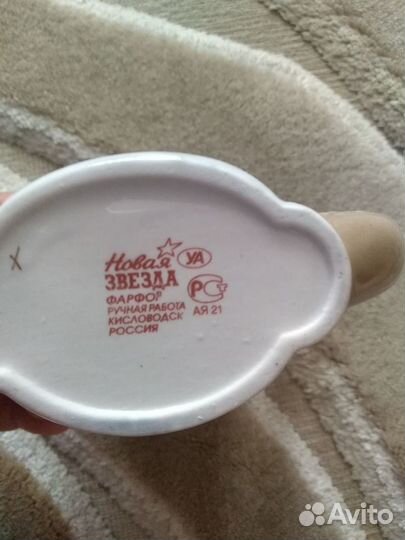 Новая УА
ЗВЕЗДА
ФАРФОР
РУЧНАЯ РАБОТА
КИСЛОВОДСК
РОССИЯ
РС
АЯ 21
X
Avito